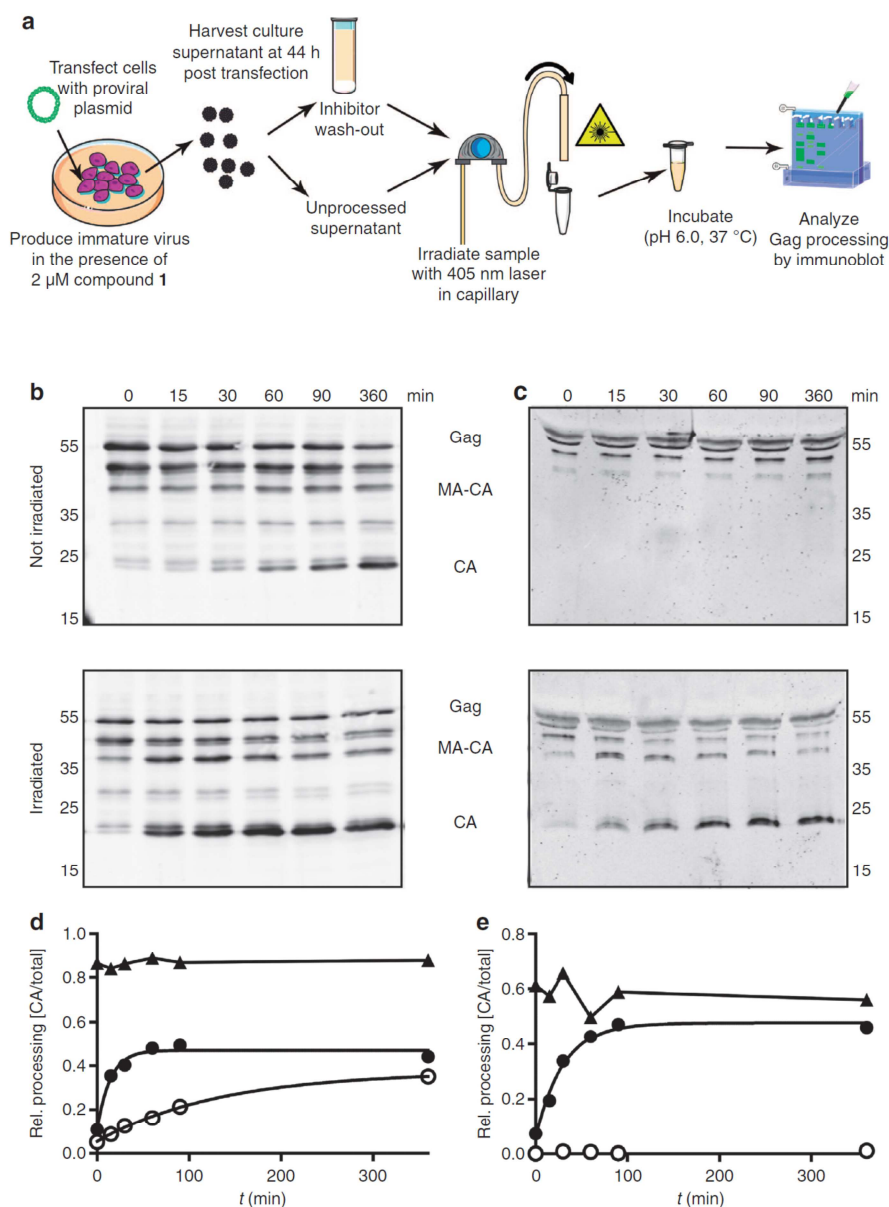 a
Transfect cells
with proviral
plasmid
Harvest culture
supernatant at 44 h
post transfection
Inhibitor
wash-out
Unprocessed
supernatant
Produce immature virus
in the presence of
2 µM compound 1
Irradiate sample
with 405 nm laser
in capillary
Incubate
(pH 6.0, 37 °C)
Analyze
Gag processing
by immunoblot
b
0 15 30 60 90 360 min
Not irradiated
55
35
25
15
Gag
MA-CA
CA
c
0 15 30 60 90 360
55
35
25
15
Irradiated
55
35
25
15
Gag
MA-CA
CA
55
35
25
15
d
Rel. processing [CA/total]
1.0
0.8
0.6
0.4
0.2
0.0
0 100 200 300
t (min)
e
Rel. processing [CA/total]
0.8
0.6
0.4
0.2
0.0
0 100 200 300
t (min)